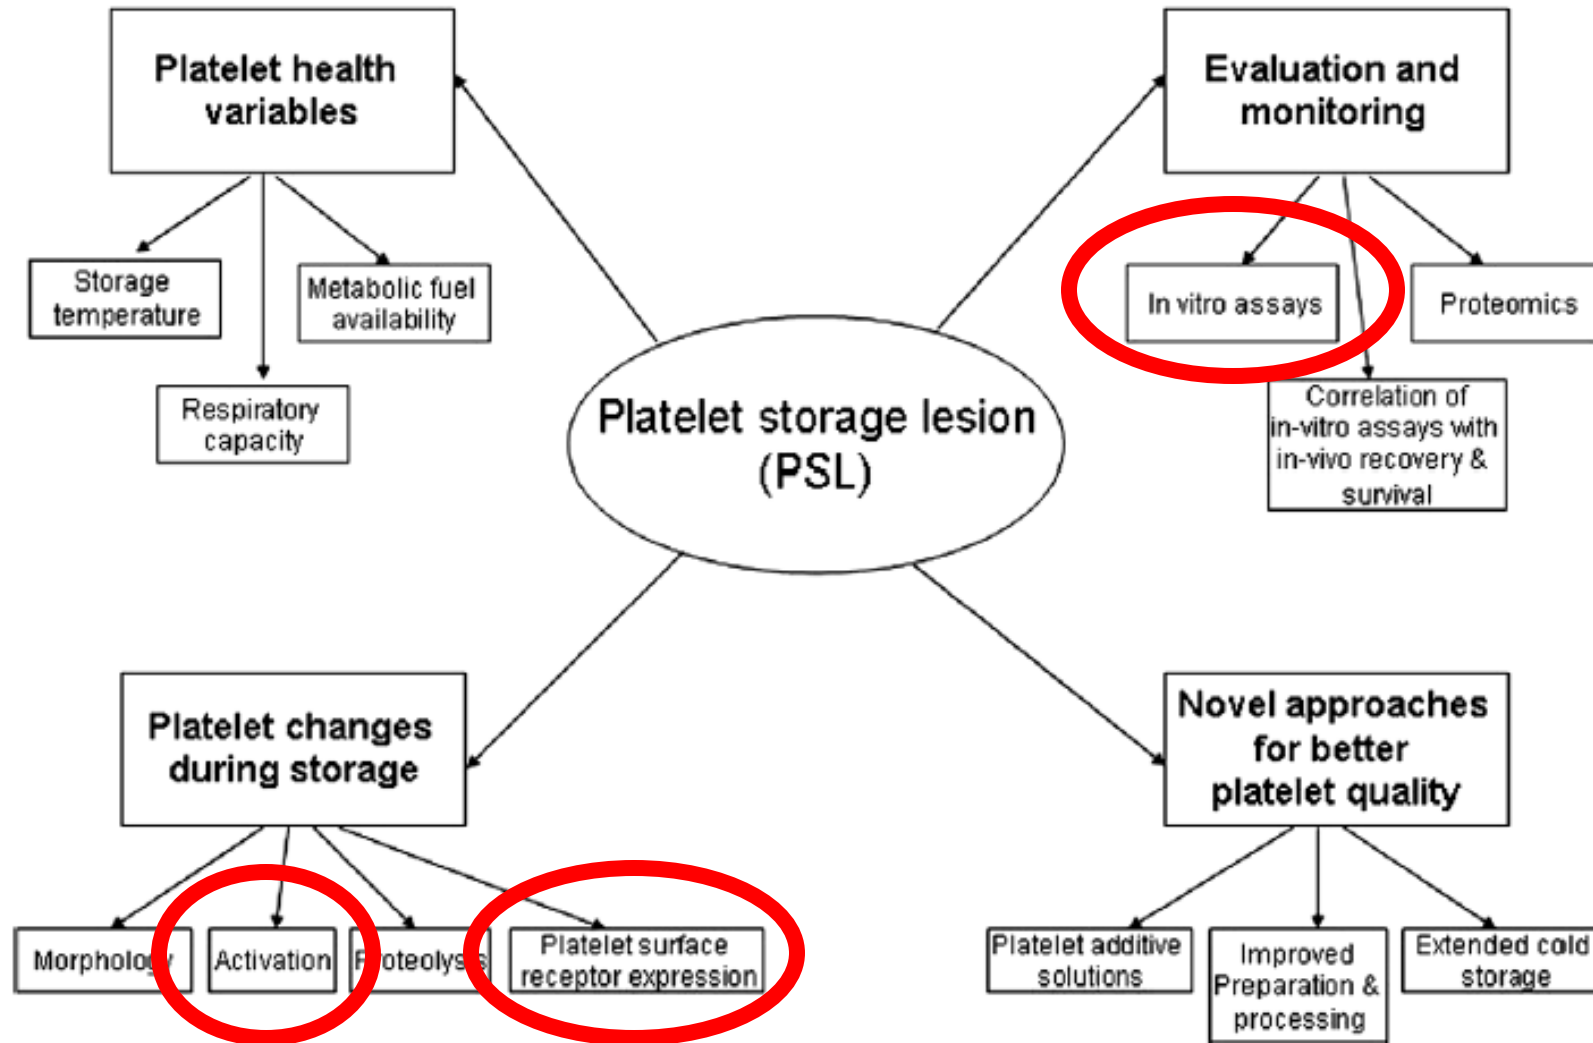 Platelet health
variables
Storage
temperature
Metabolic fuel
availability
Respiratory
capacity
Evaluation and
monitoring
In vitro assays
Proteomics
Correlation of
in-vitro assays with
in-vivo recovery &
survival
Platelet storage lesion
(PSL)
Platelet changes
during storage
Morphology
Activation
Proteolysis
Platelet surface
receptor expression
Novel approaches
for better
platelet quality
Platelet additive
solutions
Improved
Preparation &
processing
Extended cold
storage